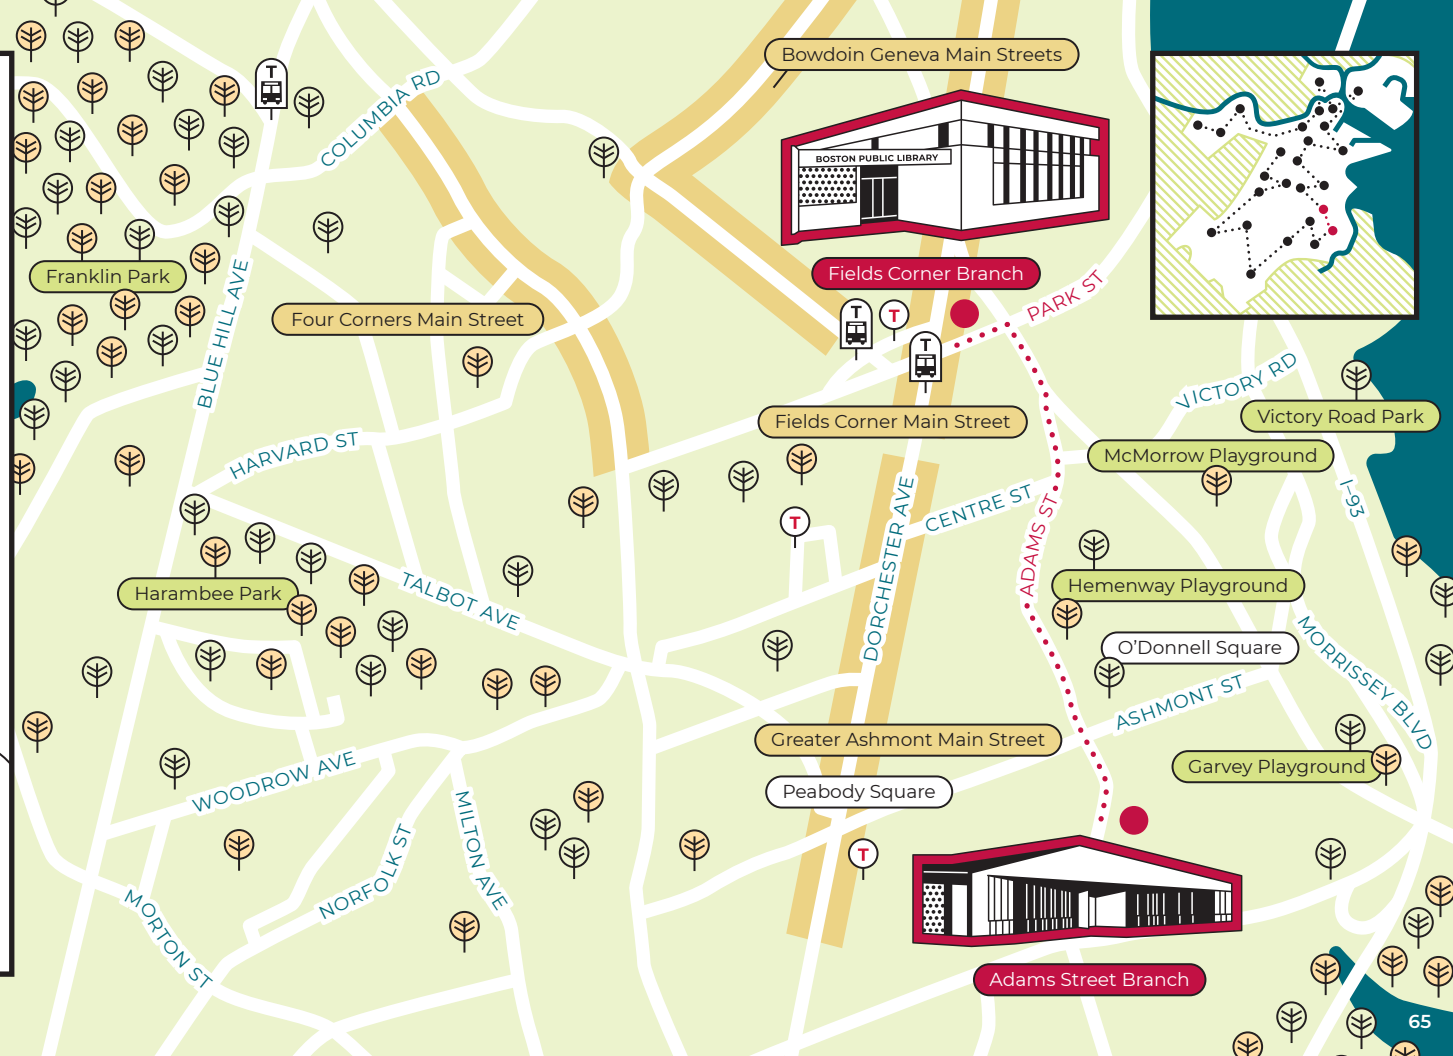 Bowdoin Geneva Main Streets
T
COLUMBIA RD
BOSTON PUBLIC LIBRARY
Franklin Park
Fields Corner Branch
PARK ST
BLUE HILL AVE
Four Corners Main Street
T
T
T
VICTORY RD
Victory Road Park
Fields Corner Main Street
HARVARD ST
McMorrow Playground
I-93
DORCHESTER AVE
CENTRE ST
T
ADAMS ST
Harambee Park
TALBOT AVE
Hemenway Playground
O'Donnell Square
MORRISSEY BLVD
ASHMONT ST
Greater Ashmont Main Street
Garvey Playground
WOODROW AVE
Peabody Square
MILTON AVE
NORFOLK ST
T
MORTON ST
Adams Street Branch
65